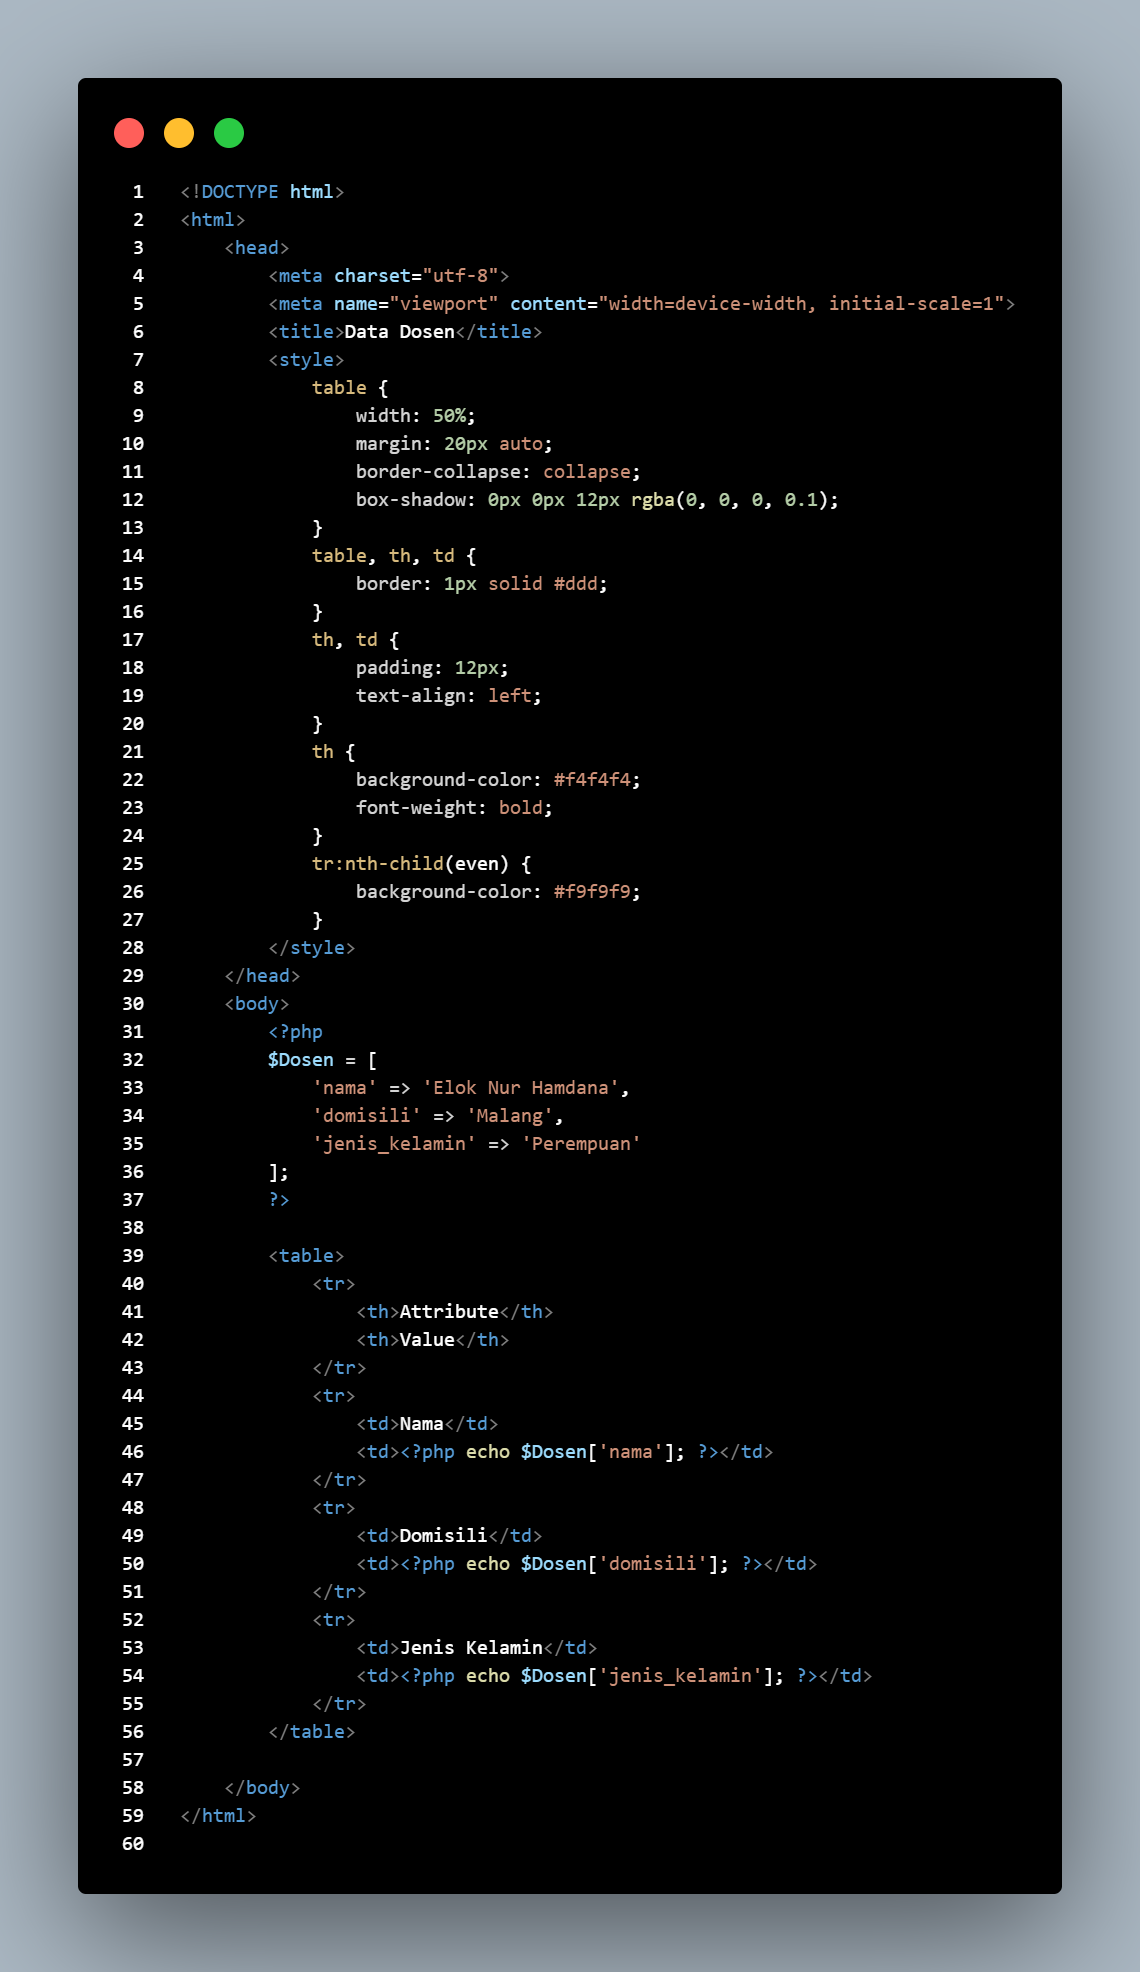 1 <!DOCTYPE html>
2 <html>
3     <head>
4         <meta charset="utf-8">
5         <meta name="viewport" content="width=device-width, initial-scale=1">
6         <title>Data Dosen</title>
7         <style>
8             table {
9                 width: 50%;
10                 margin: 20px auto;
11                 border-collapse: collapse;
12                 box-shadow: 0px 0px 12px rgba(0, 0, 0, 0.1);
13             }
14             table, th, td {
15                 border: 1px solid #ddd;
16             }
17             th, td {
18                 padding: 12px;
19                 text-align: left;
20             }
21             th {
22                 background-color: #f4f4f4;
23                 font-weight: bold;
24             }
25             tr:nth-child(even) {
26                 background-color: #f9f9f9;
27             }
28         </style>
29     </head>
30     <body>
31         <?php
32         $Dosen = [
33             'nama' => 'Elok Nur Hamdana',
34             'domisili' => 'Malang',
35             'jenis_kelamin' => 'Perempuan'
36         ];
37         ?>
38
39         <table>
40             <tr>
41                 <th>Attribute</th>
42                 <th>Value</th>
43             </tr>
44             <tr>
45                 <td>Nama</td>
46                 <td><?php echo $Dosen['nama']; ?></td>
47             </tr>
48             <tr>
49                 <td>Domisili</td>
50                 <td><?php echo $Dosen['domisili']; ?></td>
51             </tr>
52             <tr>
53                 <td>Jenis Kelamin</td>
54                 <td><?php echo $Dosen['jenis_kelamin']; ?></td>
55             </tr>
56         </table>
57
58     </body>
59 </html>
60